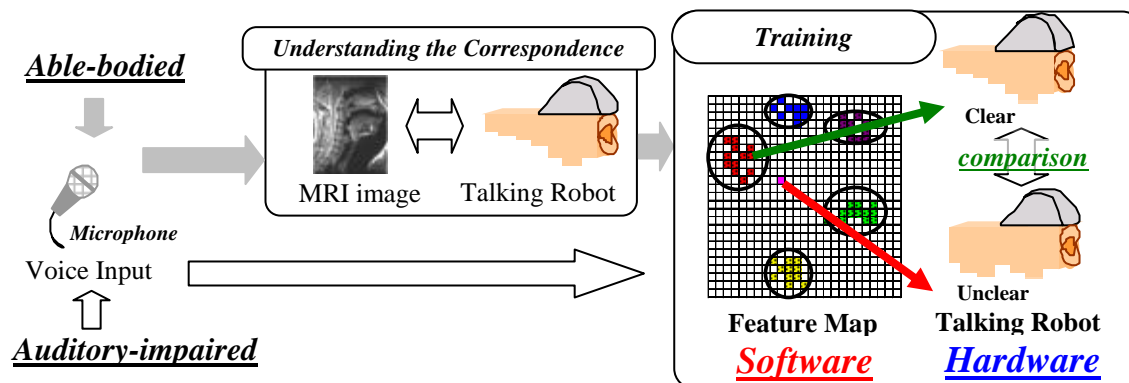 Able-bodied
Microphone
Voice Input
Auditory-impaired
Understanding the Correspondence
MRI image
Talking Robot
Training
Clear
comparison
Unclear
Feature Map
Talking Robot
Software
Hardware